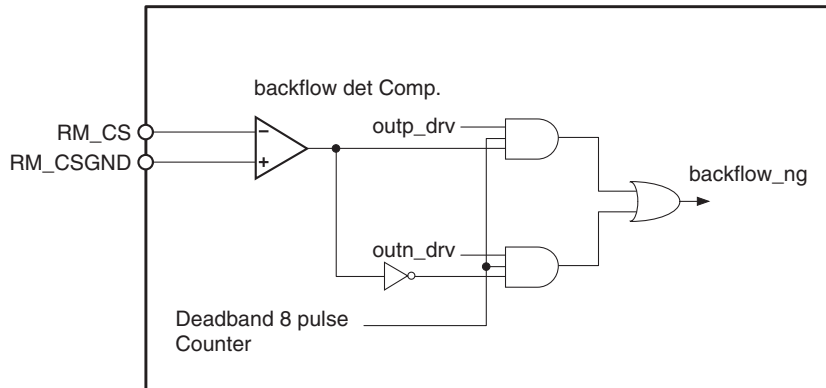 backflow det Comp.
RM_CS
−
outp_drv
RM_CSGND
+
backflow_ng
outn_drv
Deadband 8 pulse
Counter